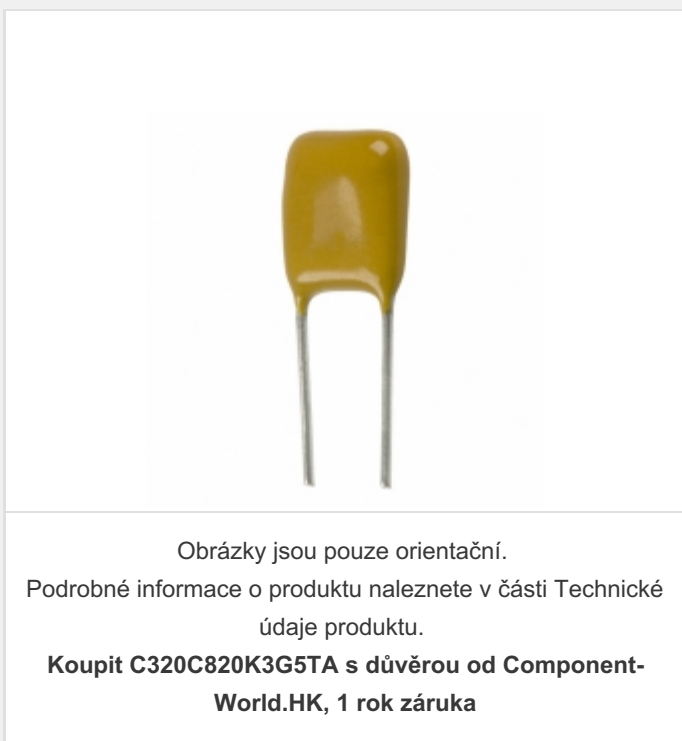 Obrázky jsou pouze orientační.
Podrobné informace o produktu naleznete v části Technické
údaje produktu.
Koupit C320C820K3G5TA s důvěrou od Component-
World.HK, 1 rok záruka